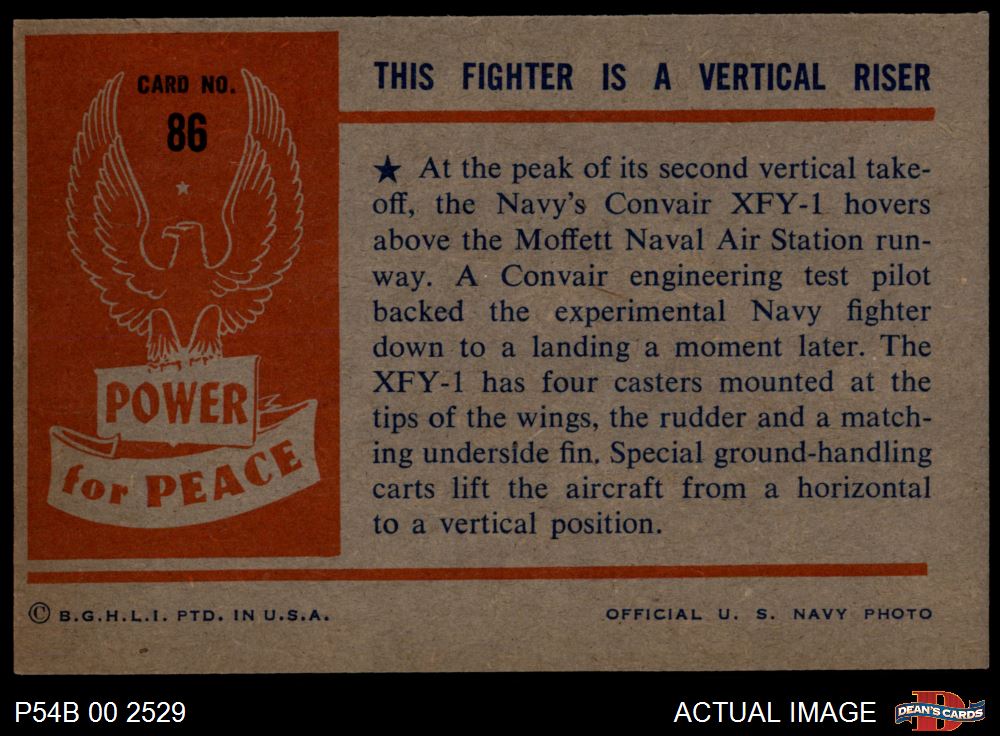 CARD NO.
86
POWER
for PEACE
THIS FIGHTER IS A VERTICAL RISER
★ At the peak of its second vertical take-
off, the Navy's Convair XFY-1 hovers
above the Moffett Naval Air Station run-
way. A Convair engineering test pilot
backed the experimental Navy fighter
down to a landing a moment later. The
XFY-1 has four casters mounted at the
tips of the wings, the rudder and a match-
ing underside fin. Special ground-handling
carts lift the aircraft from a horizontal
to a vertical position.
© B.G.H.L.I. PTD. IN U.S.A.
OFFICIAL U. S. NAVY PHOTO
P54B 00 2529
ACTUAL IMAGE
D
DEAN'S CARDS